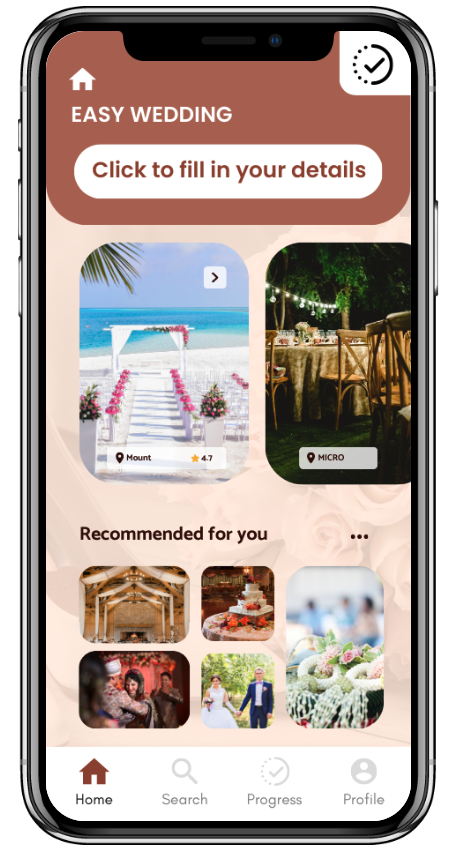 EASY WEDDING
Click to fill in your details
Mount 4.7
MICRO
Recommended for you
Home Search Progress Profile